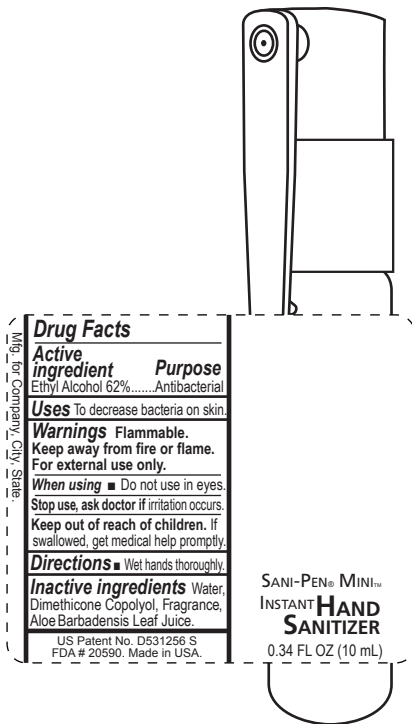 Mfg. for Company, City, State.
Drug Facts
Active
ingredient Purpose
Ethyl Alcohol 62%.......Antibacterial
Uses To decrease bacteria on skin.
Warnings Flammable.
Keep away from fire or flame.
For external use only.
When using ■ Do not use in eyes.
Stop use, ask doctor if irritation occurs.
Keep out of reach of children. If
swallowed, get medical help promptly.
Directions ■ Wet hands thoroughly.
Inactive ingredients Water,
Dimethicone Copolyol, Fragrance,
Aloe Barbadensis Leaf Juice.
US Patent No. D531256 S
FDA # 20590. Made in USA.
SANI-PEN® MINI™
INSTANT HAND
SANITIZER
0.34 FL OZ (10 mL)